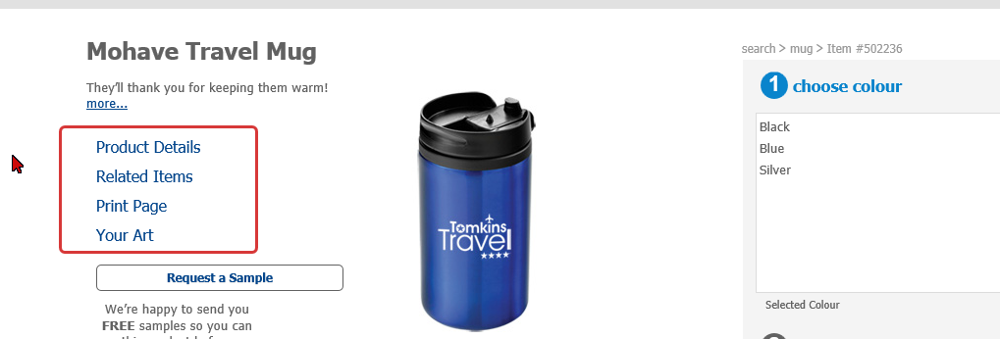 Mohave Travel Mug
They'll thank you for keeping them warm!
more...
Product Details
Related Items
Print Page
Your Art
Request a Sample
We're happy to send you
FREE samples so you can
Tomkins
Travel
search > mug > Item #502236
1 choose colour
Black
Blue
Silver
Selected Colour